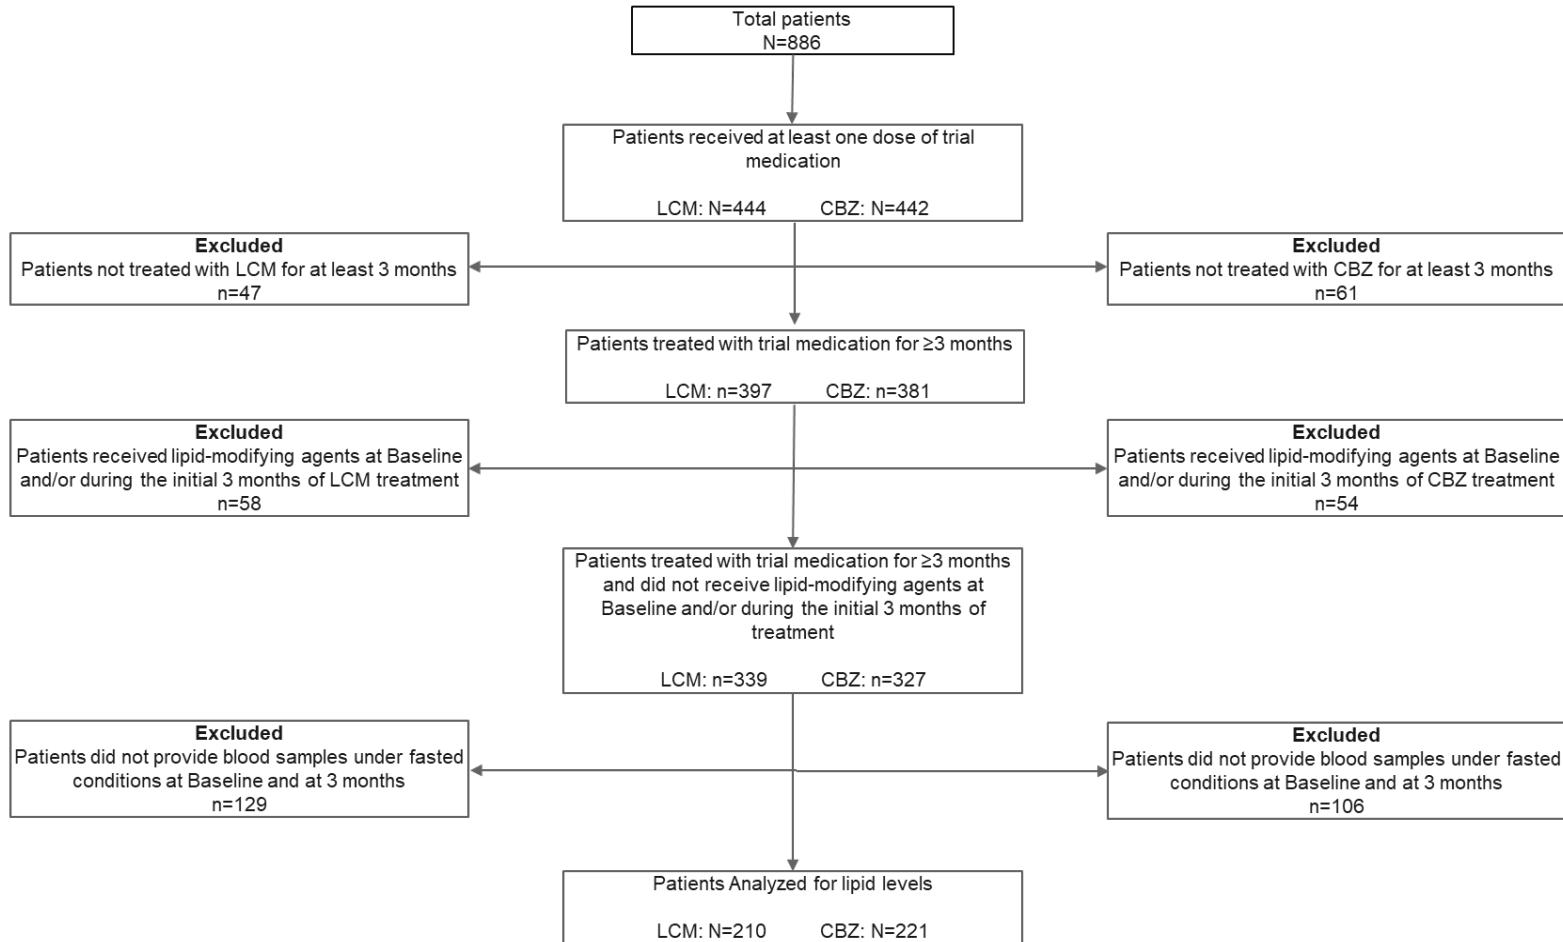 Total patients
N=886
Patients received at least one dose of trial
medication
LCM: N=444 CBZ: N=442
Excluded
Patients not treated with LCM for at least 3 months
n=47
Excluded
Patients not treated with CBZ for at least 3 months
n=61
Patients treated with trial medication for ≥3 months
LCM: n=397 CBZ: n=381
Excluded
Patients received lipid-modifying agents at Baseline
and/or during the initial 3 months of LCM treatment
n=58
Excluded
Patients received lipid-modifying agents at Baseline
and/or during the initial 3 months of CBZ treatment
n=54
Patients treated with trial medication for ≥3 months
and did not receive lipid-modifying agents at
Baseline and/or during the initial 3 months of
treatment
LCM: n=339 CBZ: n=327
Excluded
Patients did not provide blood samples under fasted
conditions at Baseline and at 3 months
n=129
Excluded
Patients did not provide blood samples under fasted
conditions at Baseline and at 3 months
n=106
Patients Analyzed for lipid levels
LCM: N=210 CBZ: N=221